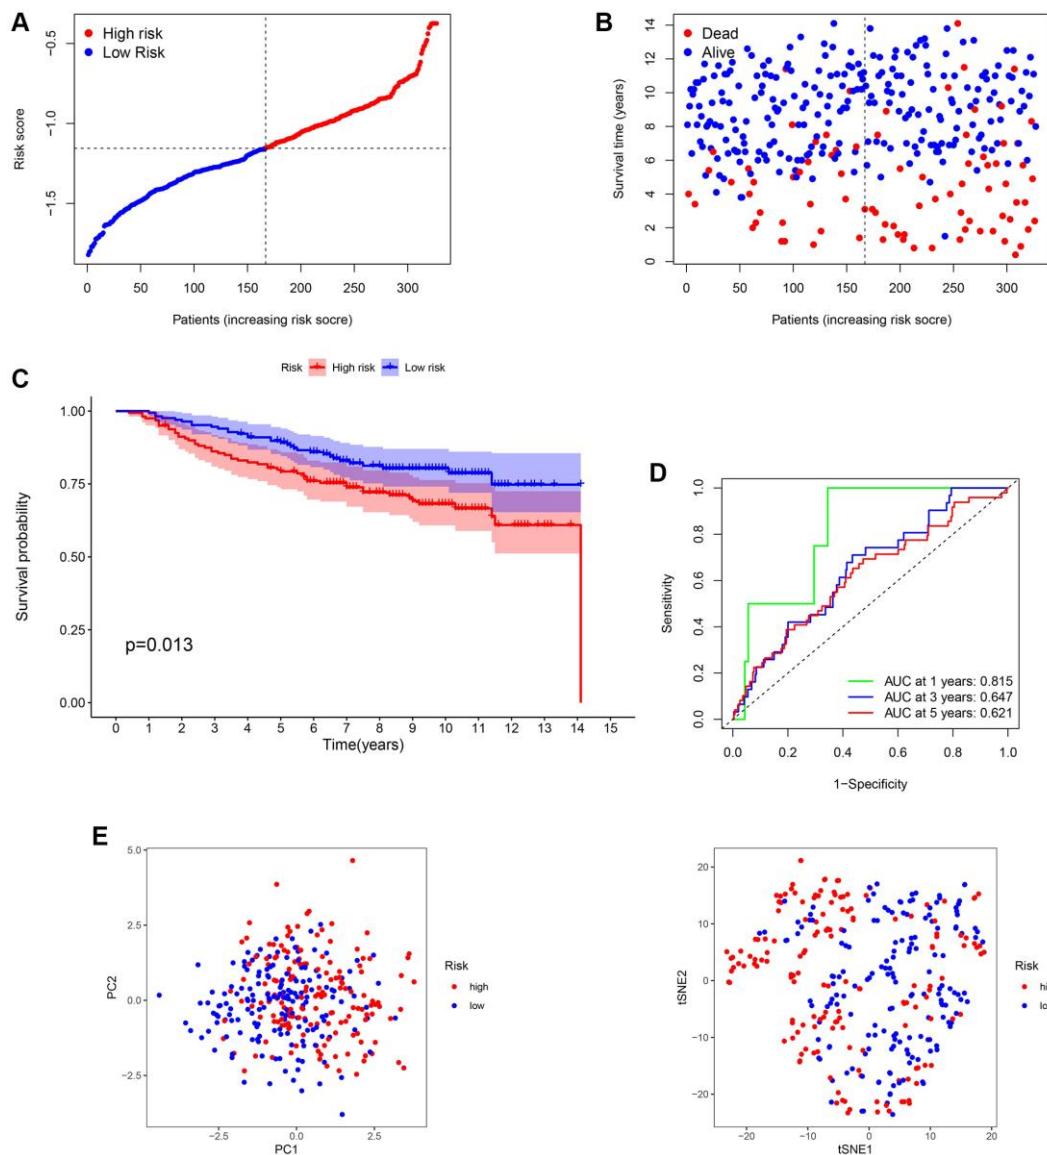 A
High risk
Low Risk
Risk score
−0.5
−1.0
−1.5
0 50 100 150 200 250 300
Patients (increasing risk socre)
B
Dead
Alive
Survival time (years)
14
12
10
8
6
4
2
0
0 50 100 150 200 250 300
Patients (increasing risk socre)
C
Risk High risk Low risk
Survival probability
1.00
0.75
0.50
0.25
0.00
p=0.013
0 1 2 3 4 5 6 7 8 9 10 11 12 13 14 15
Time(years)
D
Sensitivity
1.0
0.8
0.6
0.4
0.2
0.0
AUC at 1 years: 0.815
AUC at 3 years: 0.647
AUC at 5 years: 0.621
0.0 0.2 0.4 0.6 0.8 1.0
1−Specificity
E
PC2
5.0
2.5
0.0
−2.5
−2.5 0.0 2.5
PC1
Risk
high
low
tSNE2
20
10
0
−10
−20
−20 −10 0 10 20
tSNE1
Risk
hi
lo